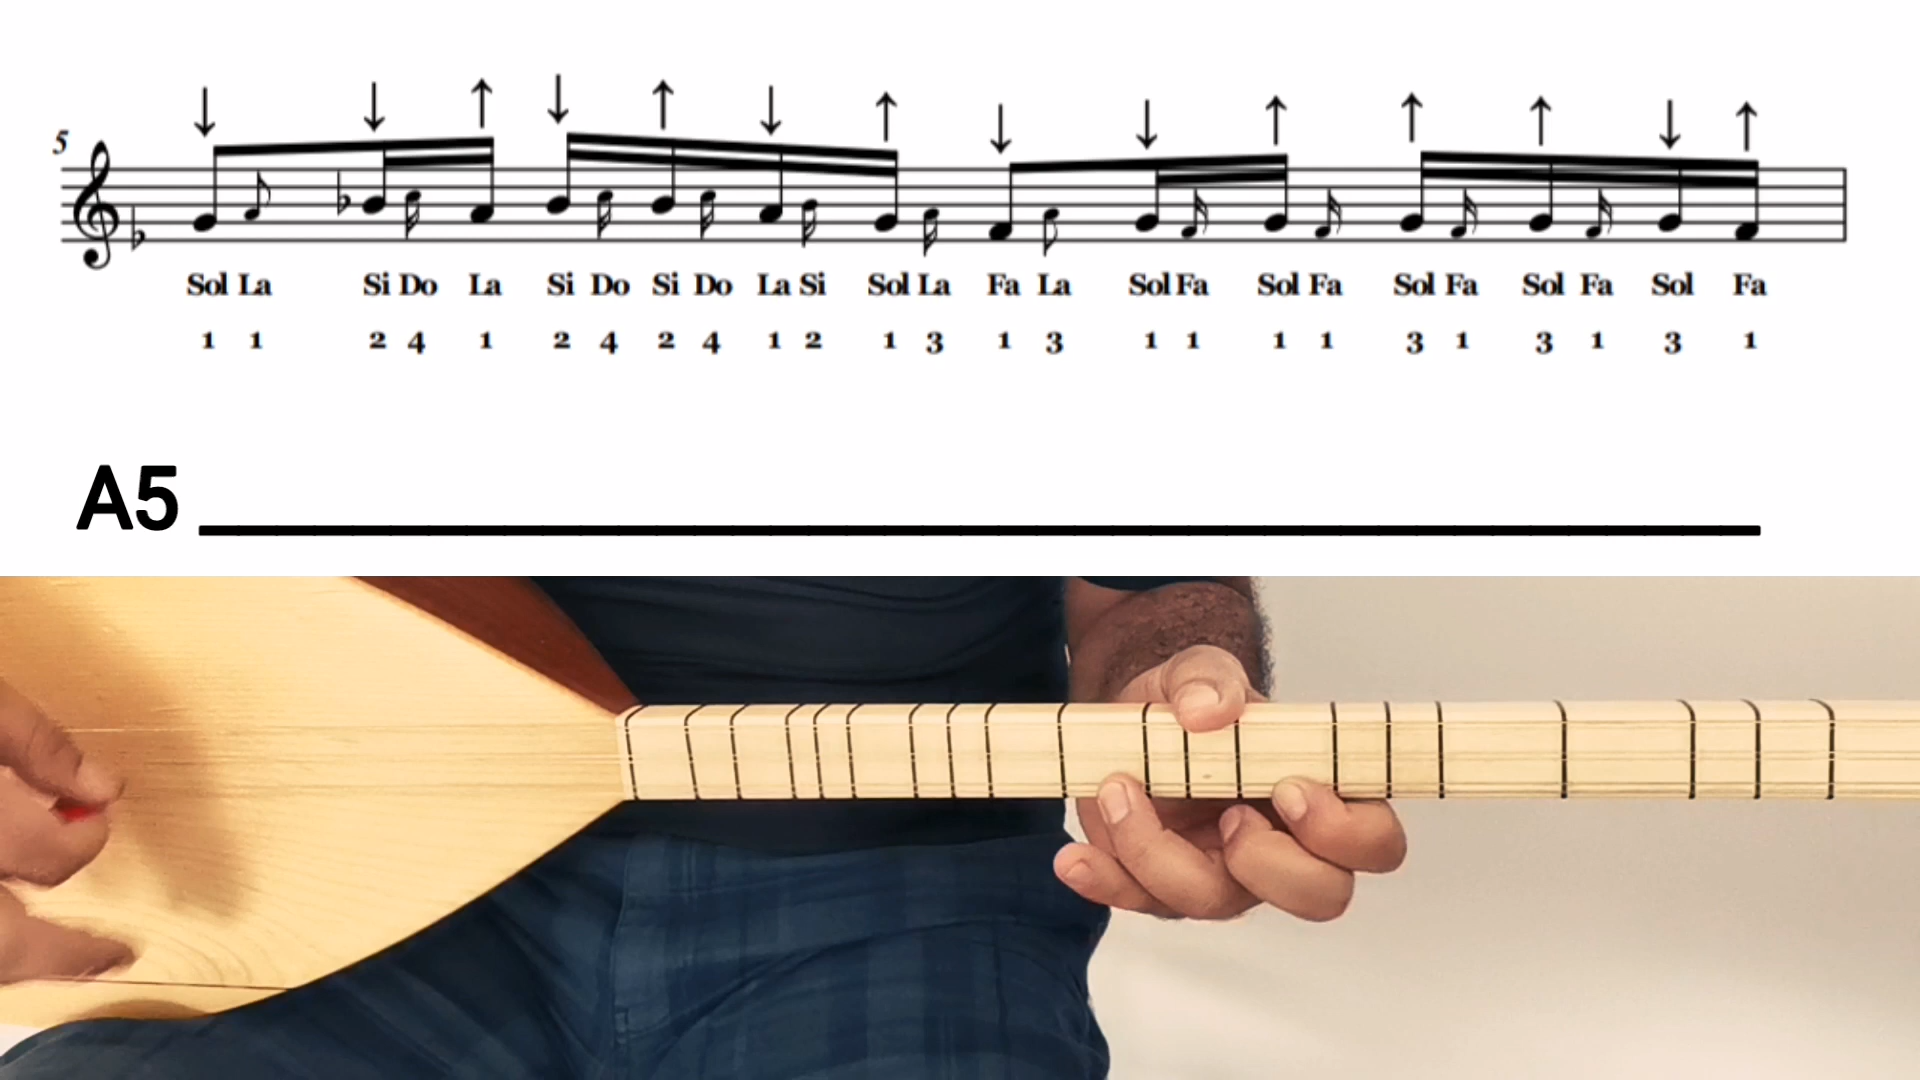 5
Sol La Si Do La Si Do Si Do La Si Sol La Fa La Sol Fa Sol Fa Sol Fa Sol Fa Sol Fa
1 1 2 4 1 2 4 2 4 1 2 1 3 1 3 1 1 1 1 3 1 3 1 3 1
A5